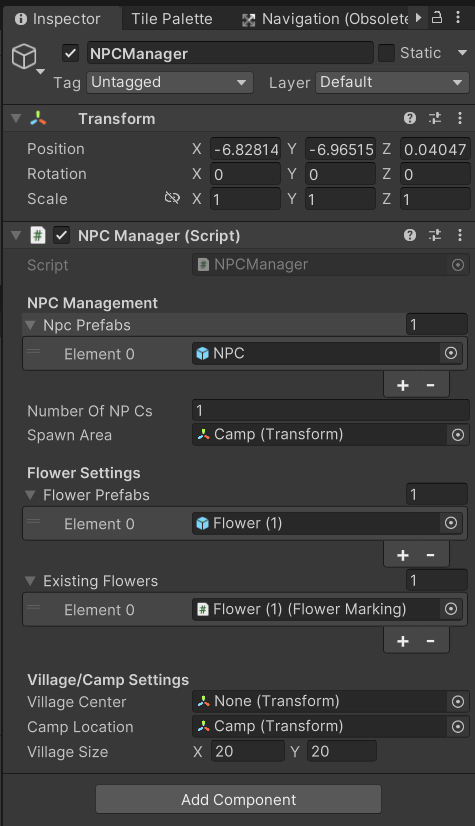 Inspector Tile Palette Navigation (Obsolete
NPCManager Static
Tag Untagged Layer Default
Transform
Position X -6.82814 Y -6.96515 Z 0.04047
Rotation X 0 Y 0 Z 0
Scale X 1 Y 1 Z 1
# NPC Manager (Script)
Script # NPCManager
NPC Management
Npc Prefabs 1
Element 0 NPC
+ -
Number Of NP Cs 1
Spawn Area Camp (Transform)
Flower Settings
Flower Prefabs 1
Element 0 Flower (1)
+ -
Existing Flowers 1
Element 0 # Flower (1) (Flower Marking)
+ -
Village/Camp Settings
Village Center None (Transform)
Camp Location Camp (Transform)
Village Size X 20 Y 20
Add Component